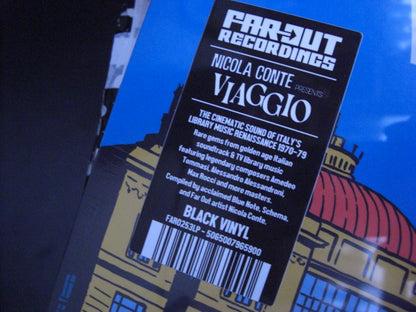 FAR OUT
RECORDINGS
NICOLA CONTE
PRESENTS
VIAGGIO
THE CINEMATIC SOUND OF ITALY'S
LIBRARY MUSIC RENAISSANCE 1970-79
Rare gems from golden age Italian
soundtrack & TV library music
featuring legendary composers Amedeo
Tommasi, Alessandro Alessandroni,
Max Rocci and more masters.
Compiled by acclaimed Blue Note, Schema,
and Far Out artist Nicola Conte.
BLACK VINYL
FARO253LP - 5065007965900